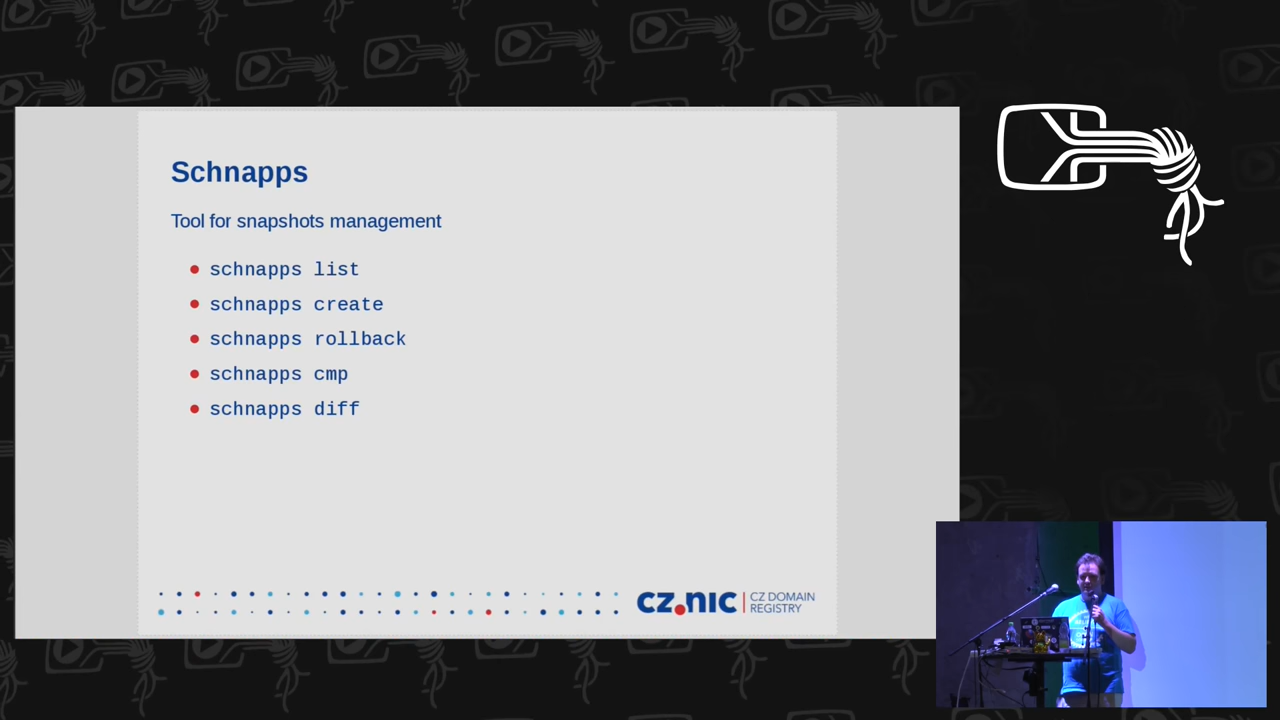 Schnapps
Tool for snapshots management
schnapps list
schnapps create
schnapps rollback
schnapps cmp
schnapps diff
CZ.NIC | CZ DOMAIN
REGISTRY